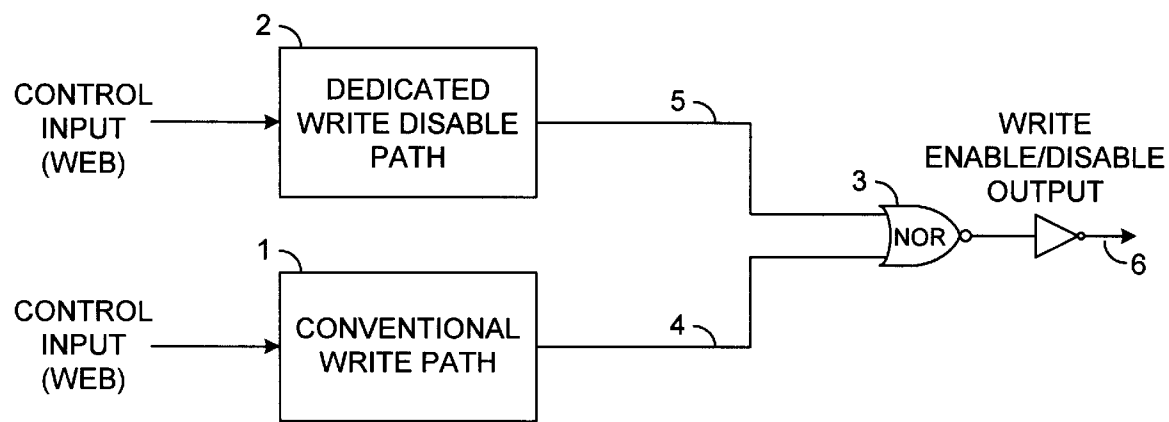 2
CONTROL
INPUT
(WEB)
DEDICATED
WRITE DISABLE
PATH
5
WRITE
ENABLE/DISABLE
OUTPUT
3
NOR
6
1
CONTROL
INPUT
(WEB)
CONVENTIONAL
WRITE PATH
4